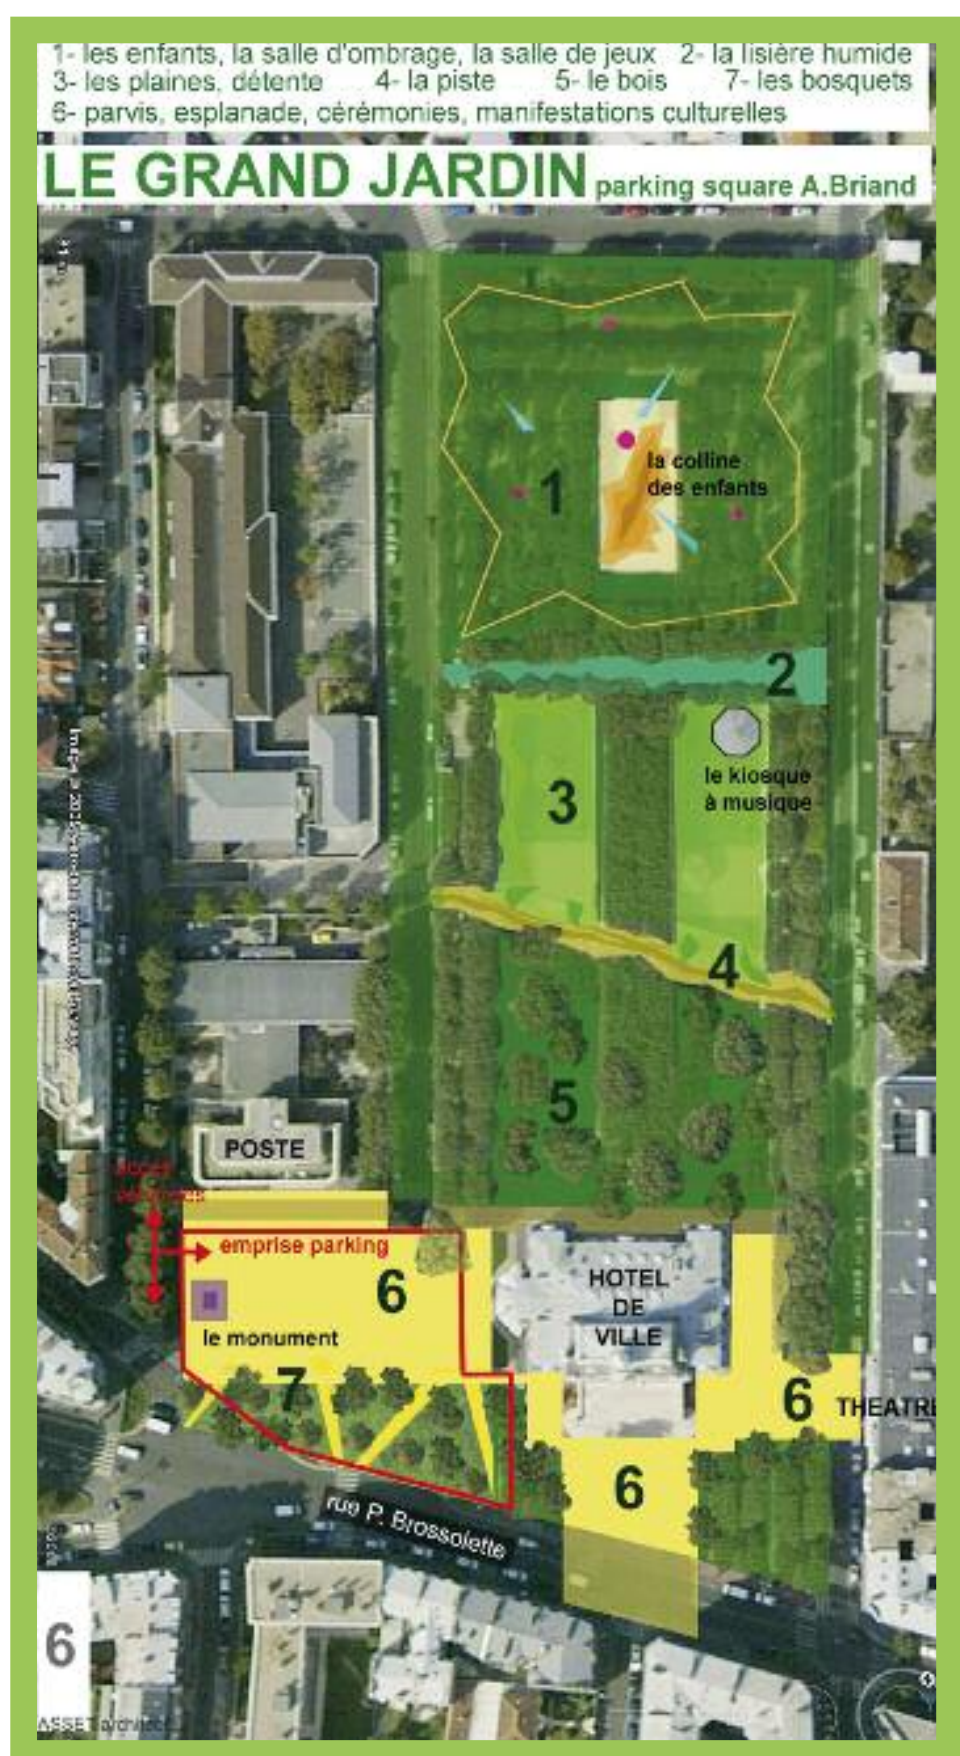 1- les enfants, la salle d'ombrage, la salle de jeux 2- la lisière humide
3- les plaines, détente 4- la piste 5- le bois 7- les bosquets
6- parvis, esplanade, cérémonies, manifestations culturelles
LE GRAND JARDIN parking square A.Briand
la colline
des enfants
1
2
le kiosque
à musique
3
4
5
POSTE
accès
emprise parking
6
HOTEL
DE
VILLE
le monument
7
6
THEATRE
6
rue P. Brossolette
6